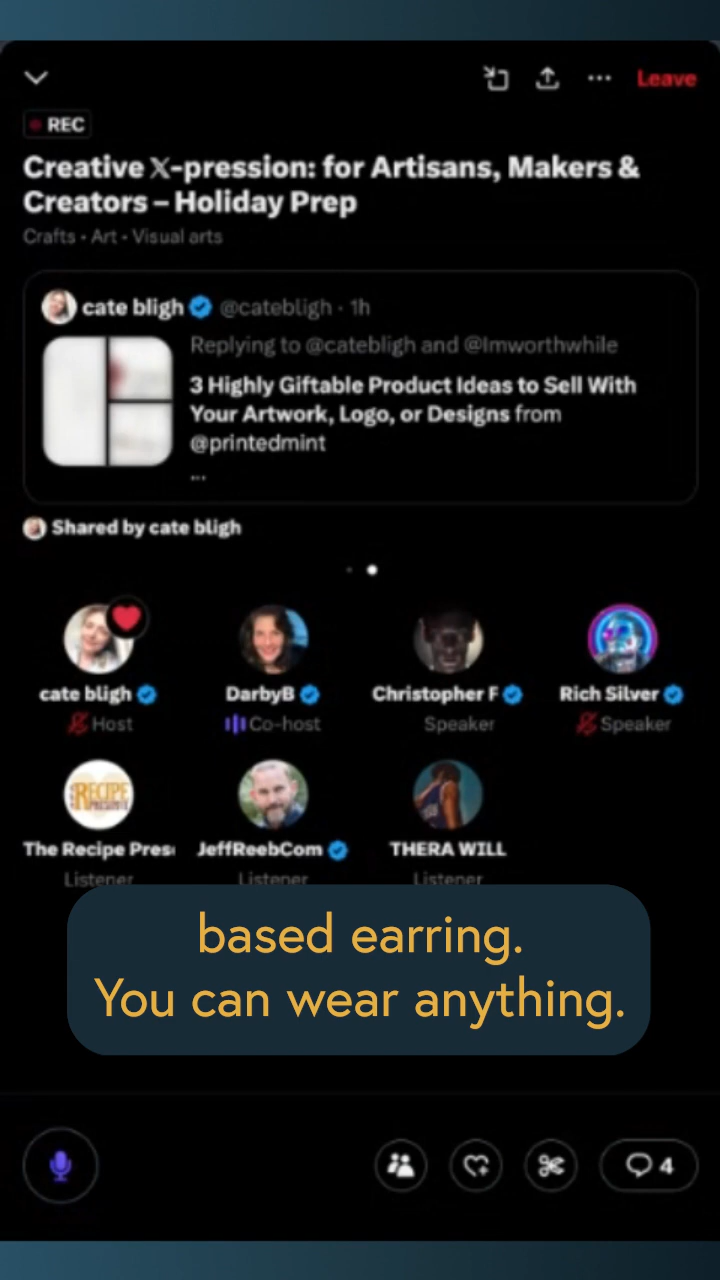 Leave
REC
Creative 𝕏-pression: for Artisans, Makers &
Creators – Holiday Prep
Crafts • Art • Visual arts
cate bligh @catebligh · 1h
Replying to @catebligh and @Imworthwhile
3 Highly Giftable Product Ideas to Sell With
Your Artwork, Logo, or Designs from
@printedmint
...
Shared by cate bligh
cate bligh DarbyB Christopher F Rich Silver
Host Co-host Speaker Speaker
RECIPE
The Recipe Pres JeffReebCom THERA WILL
Listener Listener Listener
based earring.
You can wear anything.
4